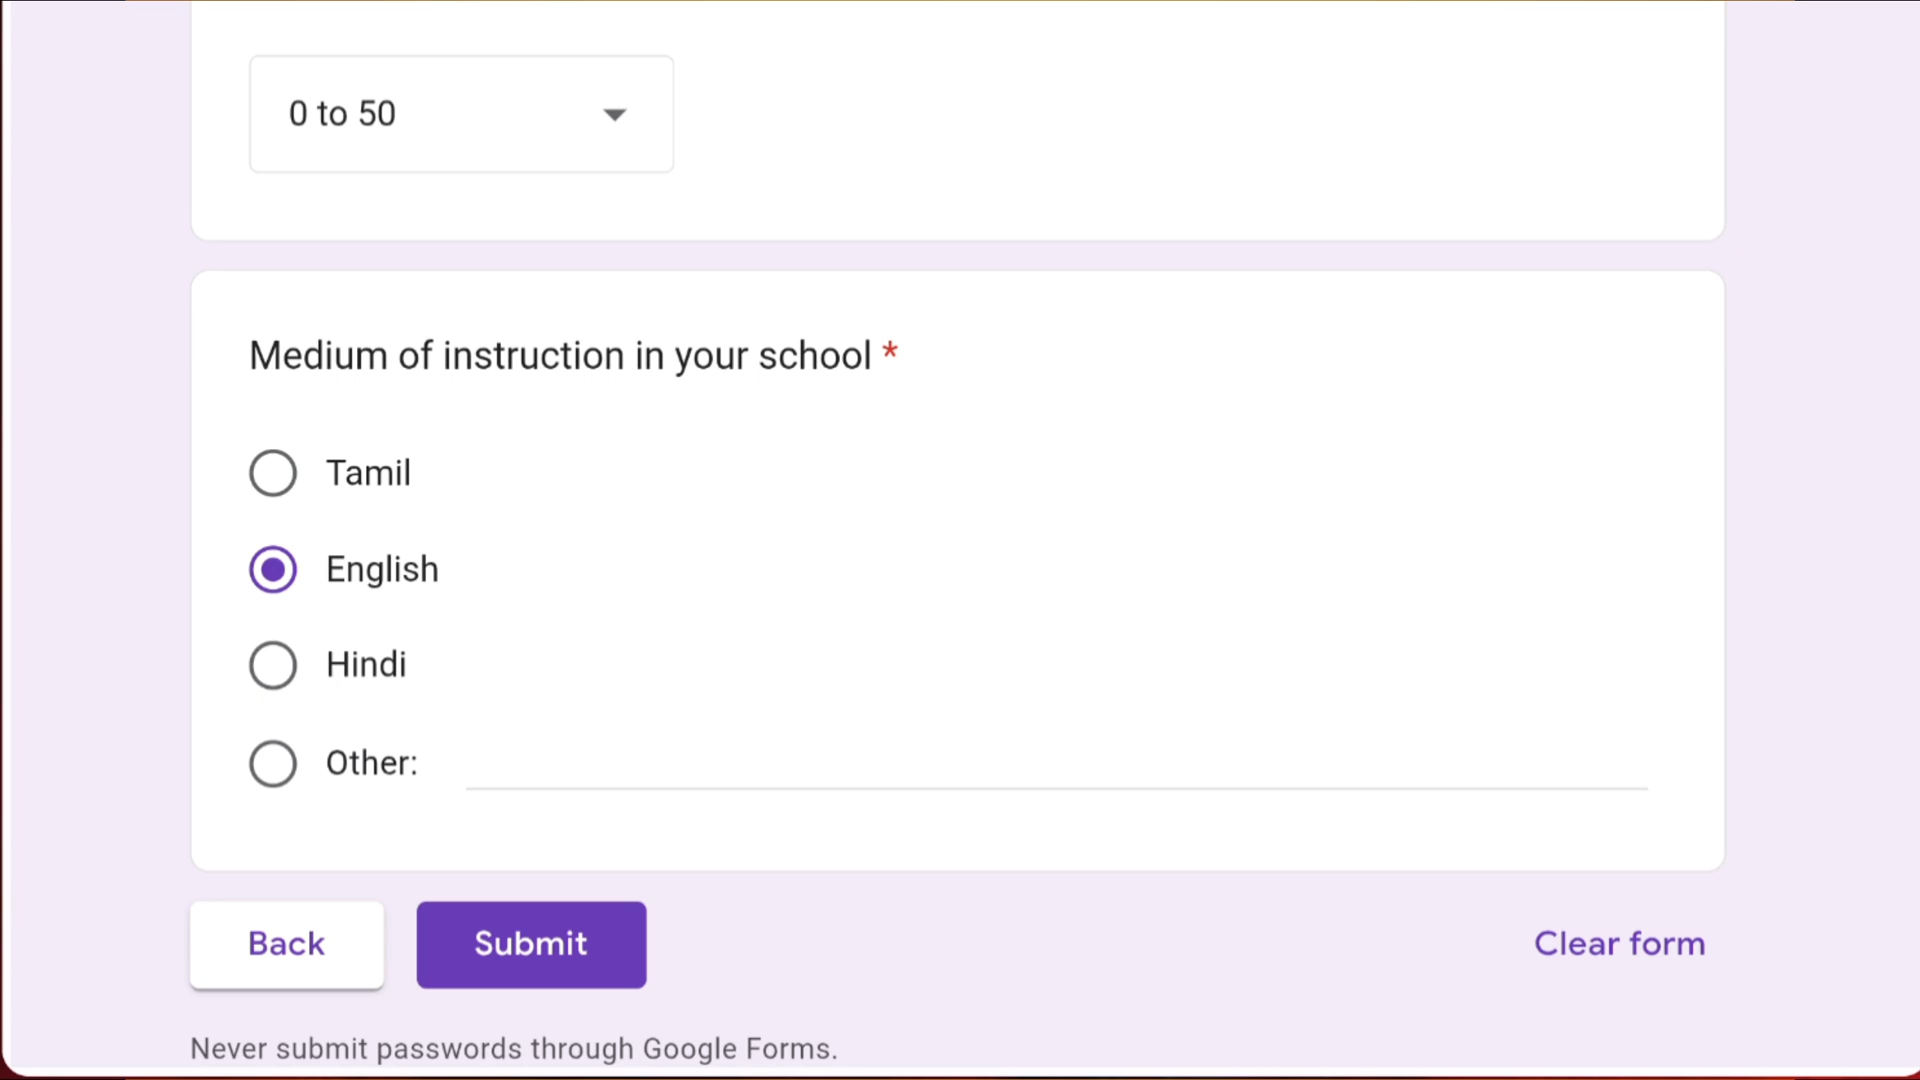 0 to 50
Medium of instruction in your school *
Tamil
English
Hindi
Other:
Back
Submit
Clear form
Never submit passwords through Google Forms.